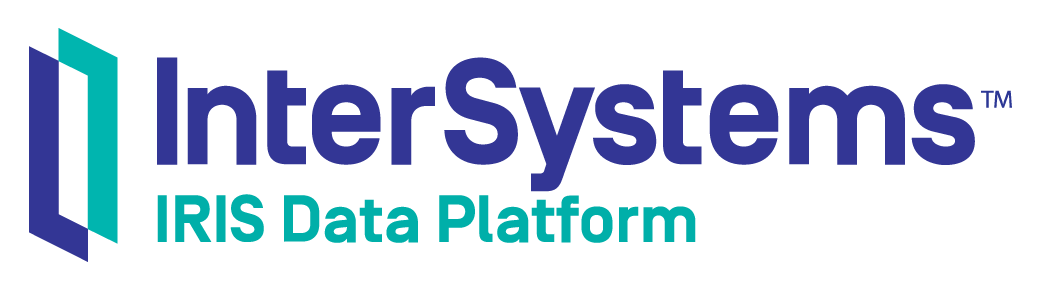 InterSystems™
IRIS Data Platform